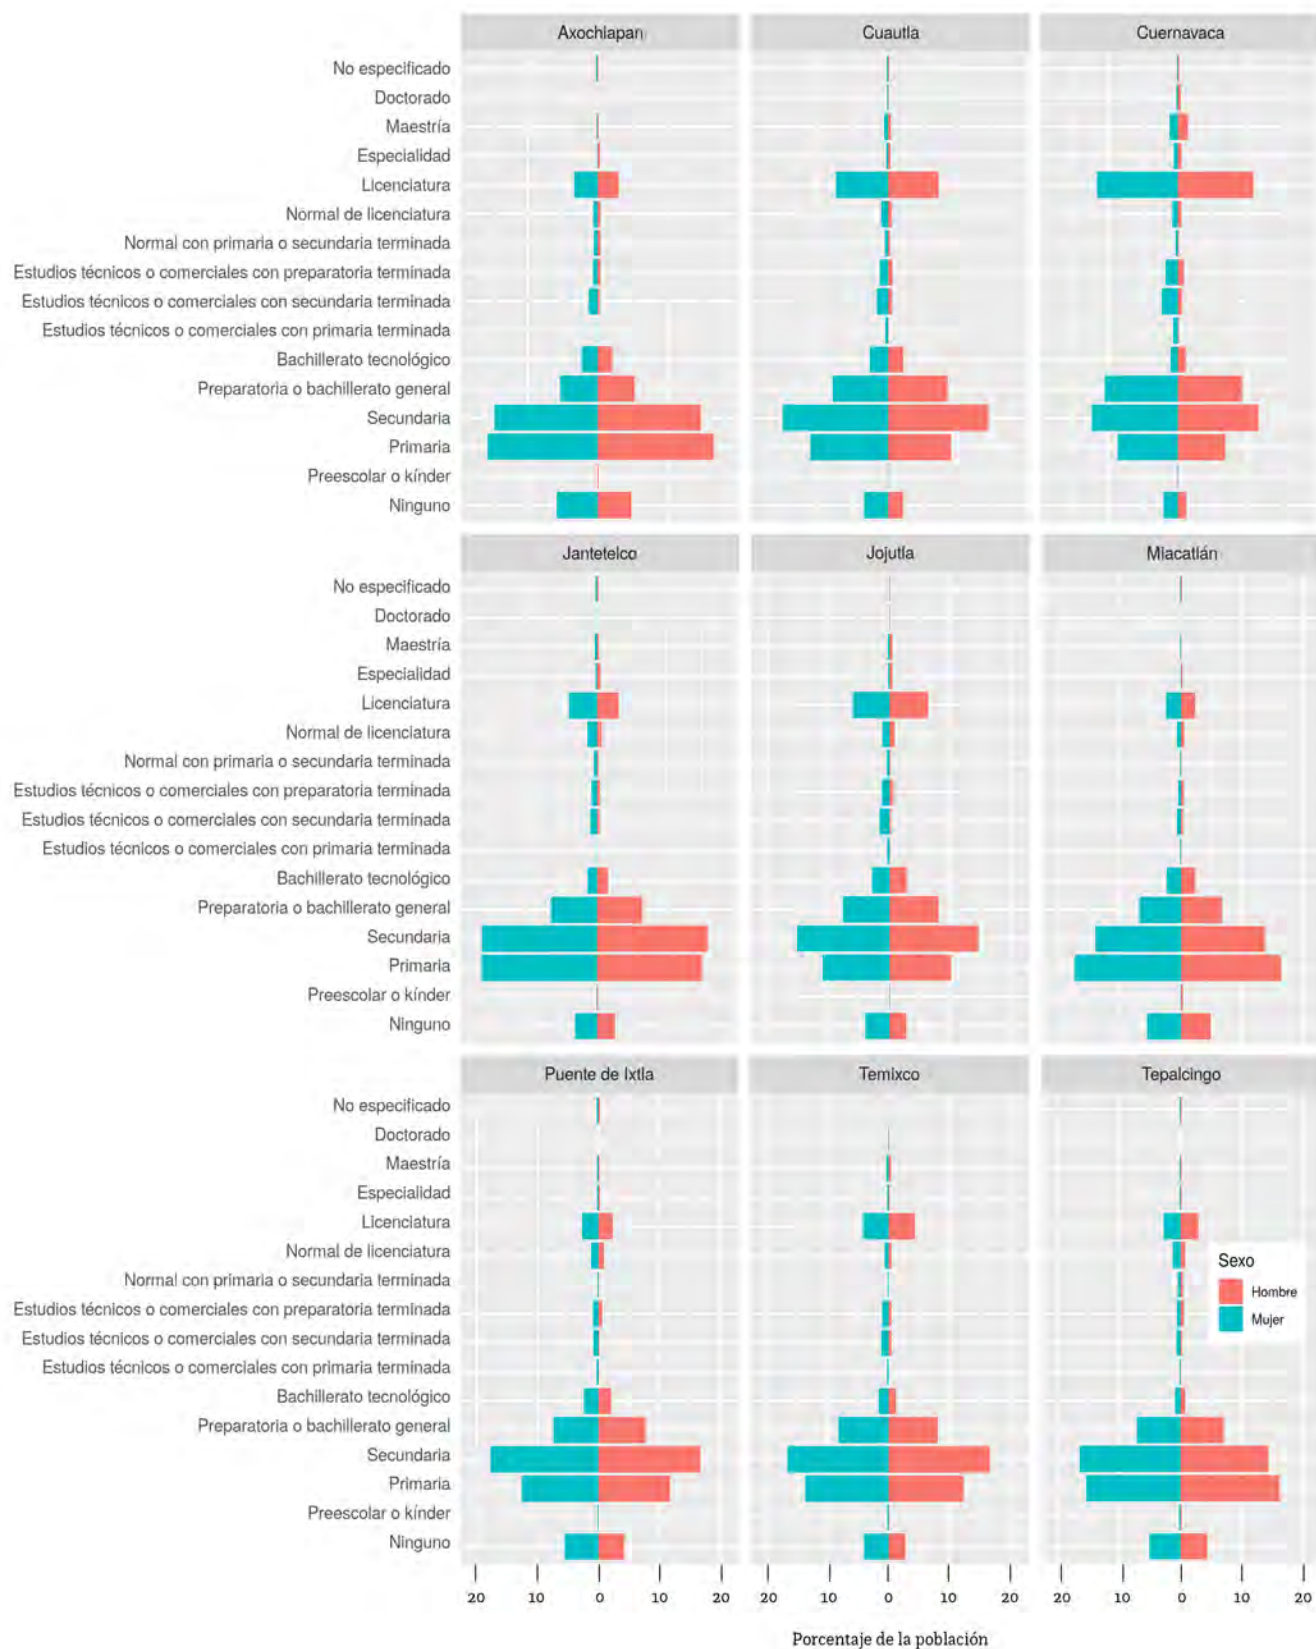 Axochiapan Cuautla Cuernavaca
No especificado
Doctorado
Maestría
Especialidad
Licenciatura
Normal de licenciatura
Normal con primaria o secundaria terminada
Estudios técnicos o comerciales con preparatoria terminada
Estudios técnicos o comerciales con secundaria terminada
Estudios técnicos o comerciales con primaria terminada
Bachillerato tecnológico
Preparatoria o bachillerato general
Secundaria
Primaria
Preescolar o kínder
Ninguno
Jantetelco Jojutla Miacatlán
No especificado
Doctorado
Maestría
Especialidad
Licenciatura
Normal de licenciatura
Normal con primaria o secundaria terminada
Estudios técnicos o comerciales con preparatoria terminada
Estudios técnicos o comerciales con secundaria terminada
Estudios técnicos o comerciales con primaria terminada
Bachillerato tecnológico
Preparatoria o bachillerato general
Secundaria
Primaria
Preescolar o kínder
Ninguno
Puente de Ixtla Temixco Tepalcingo
No especificado
Doctorado
Maestría
Especialidad
Licenciatura
Normal de licenciatura
Normal con primaria o secundaria terminada
Estudios técnicos o comerciales con preparatoria terminada
Estudios técnicos o comerciales con secundaria terminada
Estudios técnicos o comerciales con primaria terminada
Bachillerato tecnológico
Preparatoria o bachillerato general
Secundaria
Primaria
Preescolar o kínder
Ninguno
Sexo
Hombre
Mujer
20 10 0 10 20 20 10 0 10 20 20 10 0 10 20
Porcentaje de la población